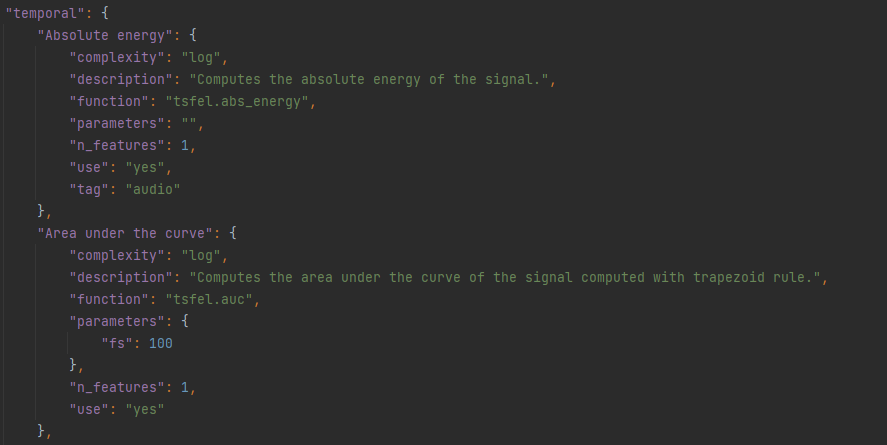 "temporal": {
    "Absolute energy": {
        "complexity": "log",
        "description": "Computes the absolute energy of the signal.",
        "function": "tsfel.abs_energy",
        "parameters": "",
        "n_features": 1,
        "use": "yes",
        "tag": "audio"
    },
    "Area under the curve": {
        "complexity": "log",
        "description": "Computes the area under the curve of the signal computed with trapezoid rule.",
        "function": "tsfel.auc",
        "parameters": {
            "fs": 100
        },
        "n_features": 1,
        "use": "yes"
    },